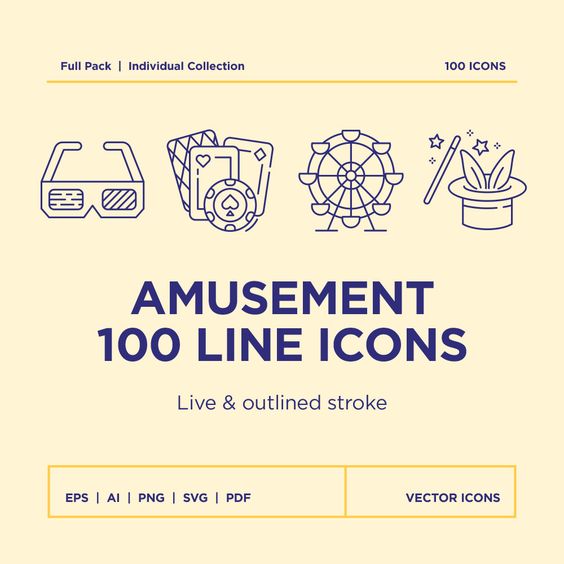 Full Pack | Individual Collection 100 ICONS
AMUSEMENT
100 LINE ICONS
Live & outlined stroke
EPS | AI | PNG | SVG | PDF VECTOR ICONS